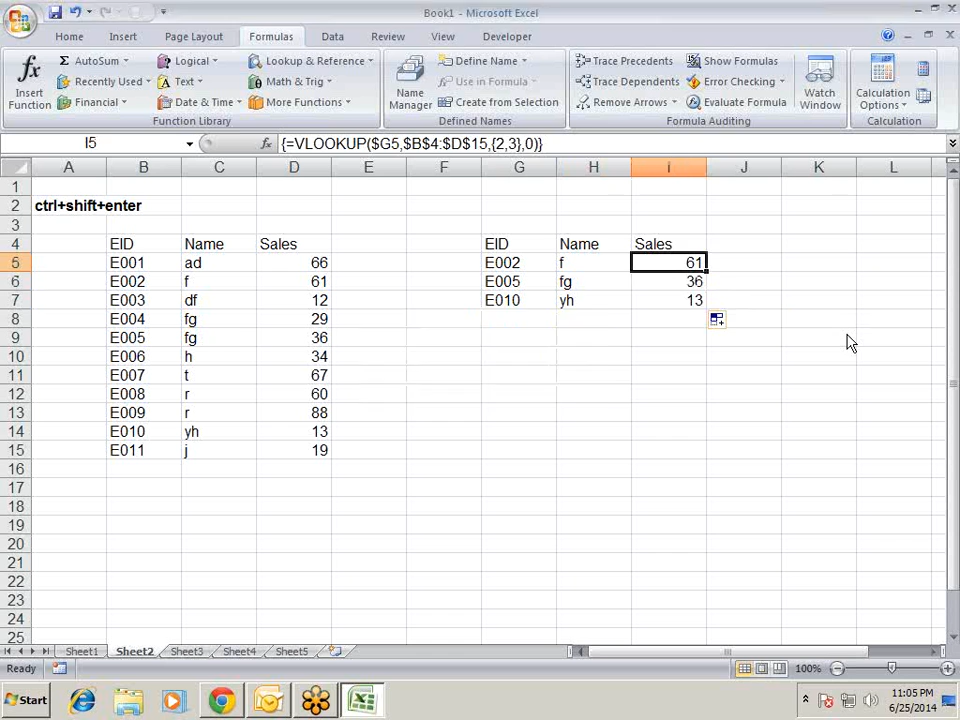 Book1 - Microsoft Excel
Home Insert Page Layout Formulas Data Review View Developer
Insert Function
Σ AutoSum
Recently Used
Financial
Logical
Text
Date & Time
Lookup & Reference
Math & Trig
More Functions
Function Library
Name Manager
Define Name
Use in Formula
Create from Selection
Defined Names
Trace Precedents
Trace Dependents
Remove Arrows
Show Formulas
Error Checking
Evaluate Formula
Watch Window
Formula Auditing
Calculation Options
Calculation
I5 fx {=VLOOKUP($G5,$B$4:$D$15,{2,3},0)}
A B C D E F G H I J K L
1
2 ctrl+shift+enter
3
4 EID Name Sales EID Name Sales
5 E001 ad 66 E002 f 61
6 E002 f 61 E005 fg 36
7 E003 df 12 E010 yh 13
8 E004 fg 29
9 E005 fg 36
10 E006 h 34
11 E007 t 67
12 E008 r 60
13 E009 r 88
14 E010 yh 13
15 E011 j 19
16
17
18
19
20
21
22
23
24
25
Sheet1 Sheet2 Sheet3 Sheet4 Sheet5
Ready 100%
Start 11:05 PM
6/25/2014